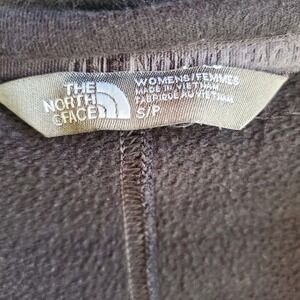 THE
NORTH
FACE
WOMENS/FEMMES
MADE IN VIETNAM
FABRIQUÉ AU VIETNAM
S/P